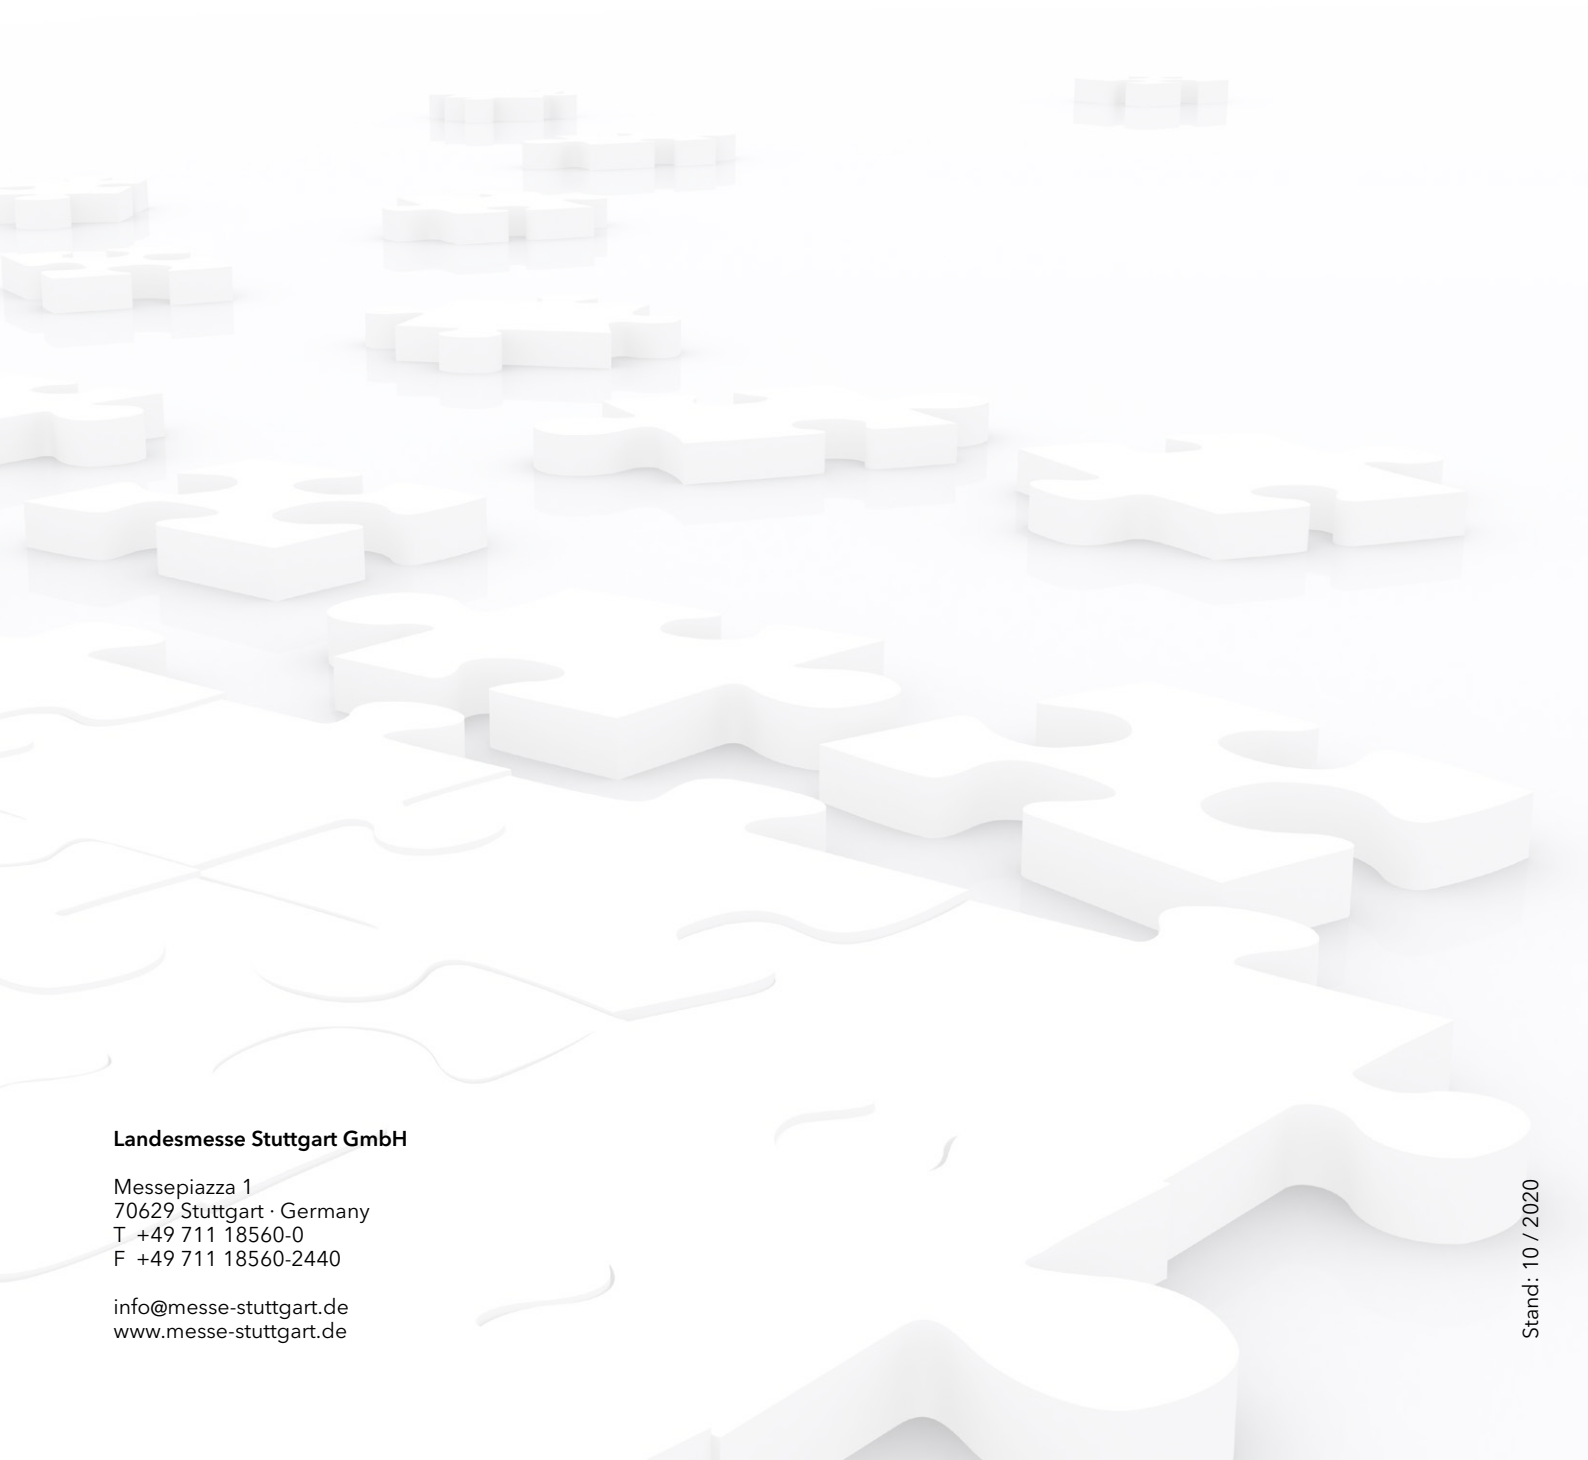 Landesmesse Stuttgart GmbH
Messepiazza 1
70629 Stuttgart · Germany
T +49 711 18560-0
F +49 711 18560-2440
info@messe-stuttgart.de
www.messe-stuttgart.de
Stand: 10 / 2020